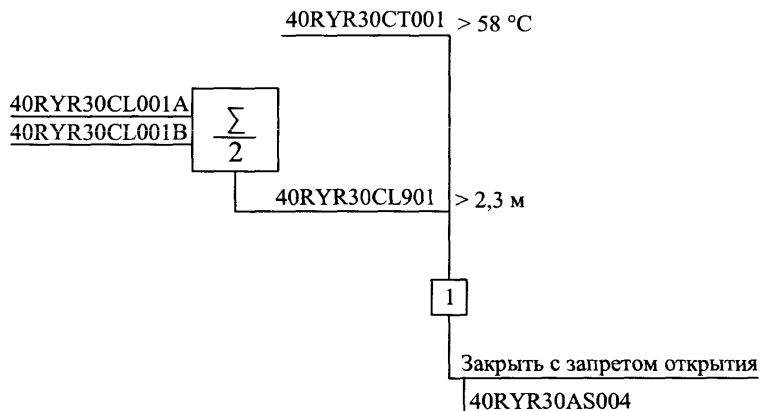 40RYR30CT001 > 58 °C
40RYR30CL001A
40RYR30CL001B
∑
2
40RYR30CL901 > 2,3 м
1
Закрыть с запретом открытия
40RYR30AS004